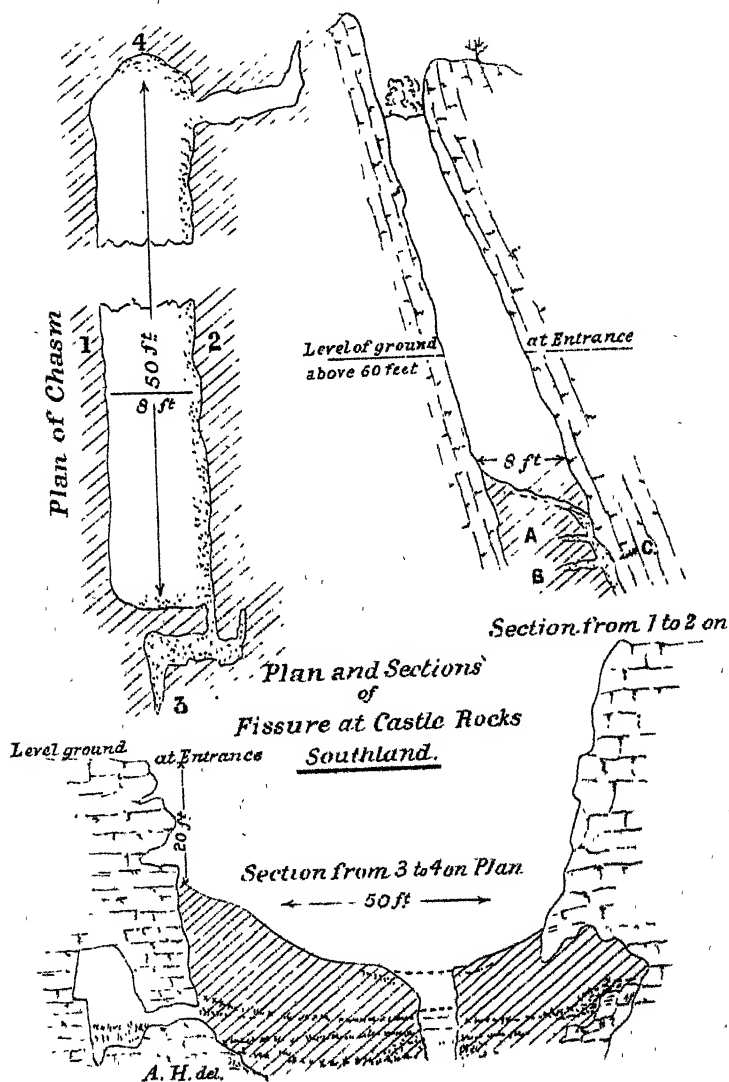 4
Plan of Chasm
1
2
50 ft
8 ft
3
Level of ground
above 60 feet
at Entrance
8 ft
A
B
C.
Section from 1 to 2 on
Plan and Sections
of
Fissure at Castle Rocks
Southland.
Level ground
at Entrance
20 ft
Section from 3 to 4 on Plan
50 ft
A. H. del.